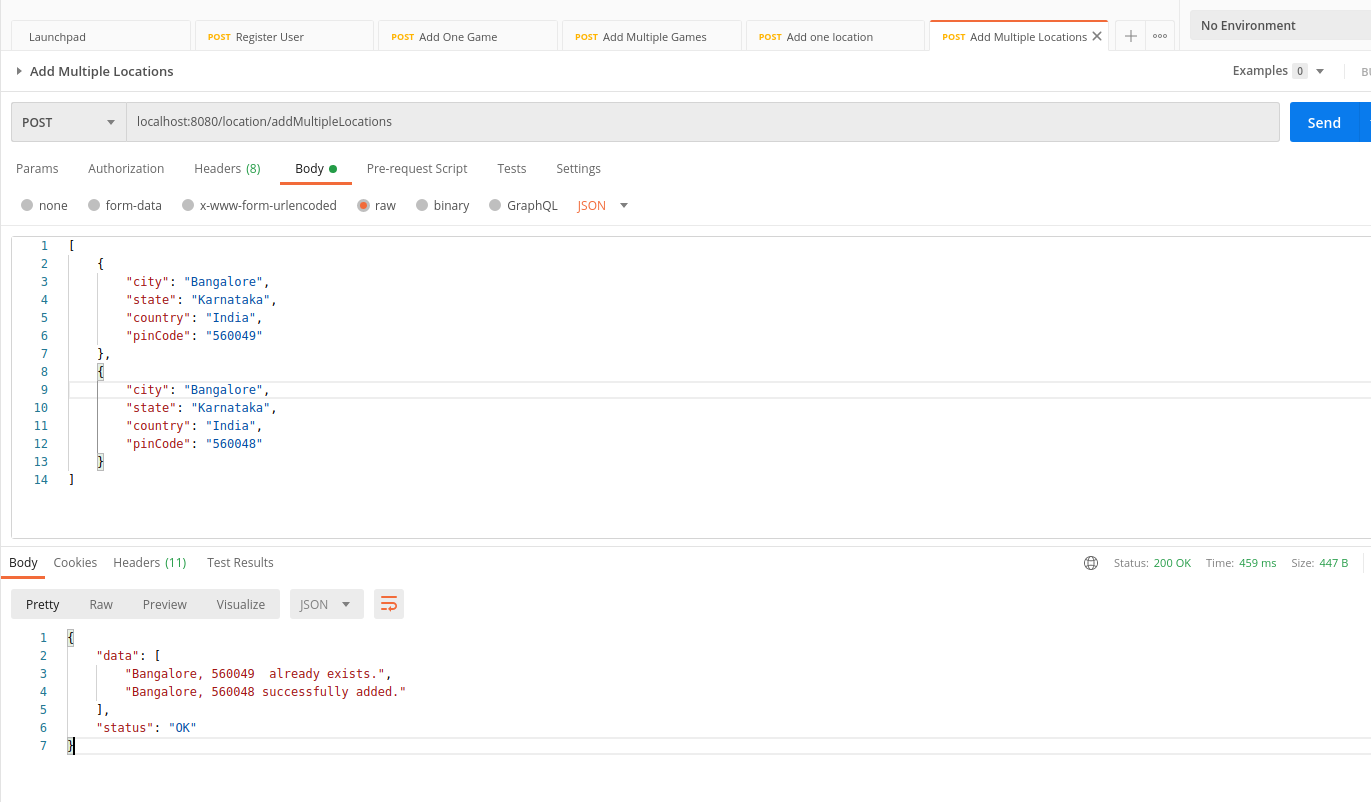 Launchpad POST Register User POST Add One Game POST Add Multiple Games POST Add one location POST Add Multiple Locations No Environment
Add Multiple Locations Examples 0
POST localhost:8080/location/addMultipleLocations Send
Params Authorization Headers (8) Body Pre-request Script Tests Settings
none form-data x-www-form-urlencoded raw binary GraphQL JSON
1 [
2 {
3 "city": "Bangalore",
4 "state": "Karnataka",
5 "country": "India",
6 "pinCode": "560049"
7 },
8 {
9 "city": "Bangalore",
10 "state": "Karnataka",
11 "country": "India",
12 "pinCode": "560048"
13 }
14 ]
Body Cookies Headers (11) Test Results Status: 200 OK Time: 459 ms Size: 447 B
Pretty Raw Preview Visualize JSON
1 {
2 "data": [
3 "Bangalore, 560049  already exists.",
4 "Bangalore, 560048 successfully added."
5 ],
6 "status": "OK"
7 }